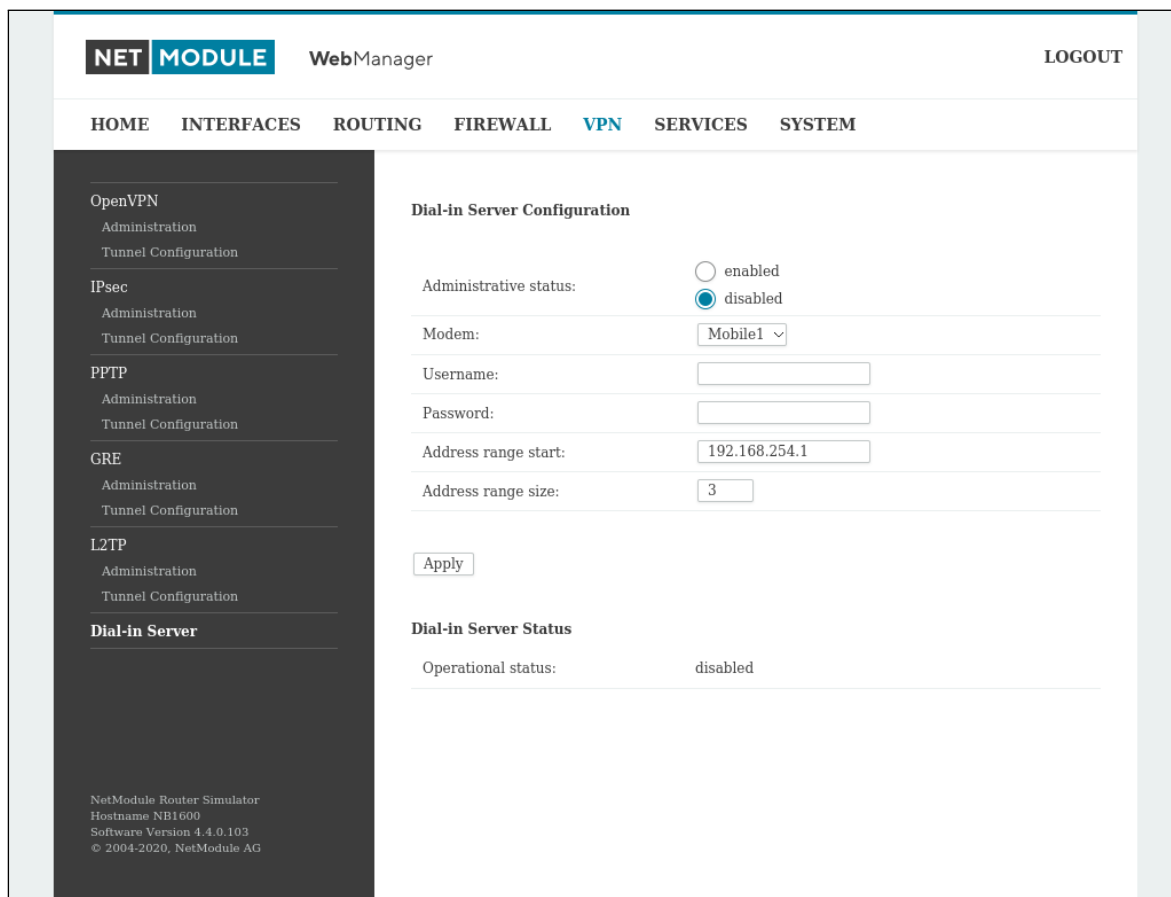 NET MODULE WebManager LOGOUT
HOME INTERFACES ROUTING FIREWALL VPN SERVICES SYSTEM
OpenVPN
Administration
Tunnel Configuration
IPsec
Administration
Tunnel Configuration
PPTP
Administration
Tunnel Configuration
GRE
Administration
Tunnel Configuration
L2TP
Administration
Tunnel Configuration
Dial-in Server
NetModule Router Simulator
Hostname NB1600
Software Version 4.4.0.103
© 2004-2020, NetModule AG
Dial-in Server Configuration
Administrative status:
enabled
disabled
Modem: Mobile1
Username:
Password:
Address range start: 192.168.254.1
Address range size: 3
Apply
Dial-in Server Status
Operational status: disabled